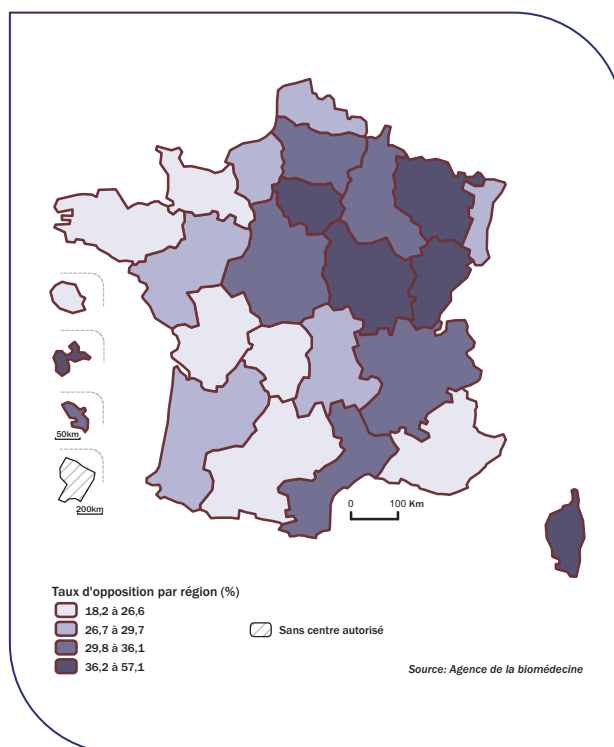 50km
200km
0 100 Km
Taux d'opposition par région (%)
18,2 à 26,6
26,7 à 29,7
29,8 à 36,1
36,2 à 57,1
Sans centre autorisé
Source: Agence de la biomédecine